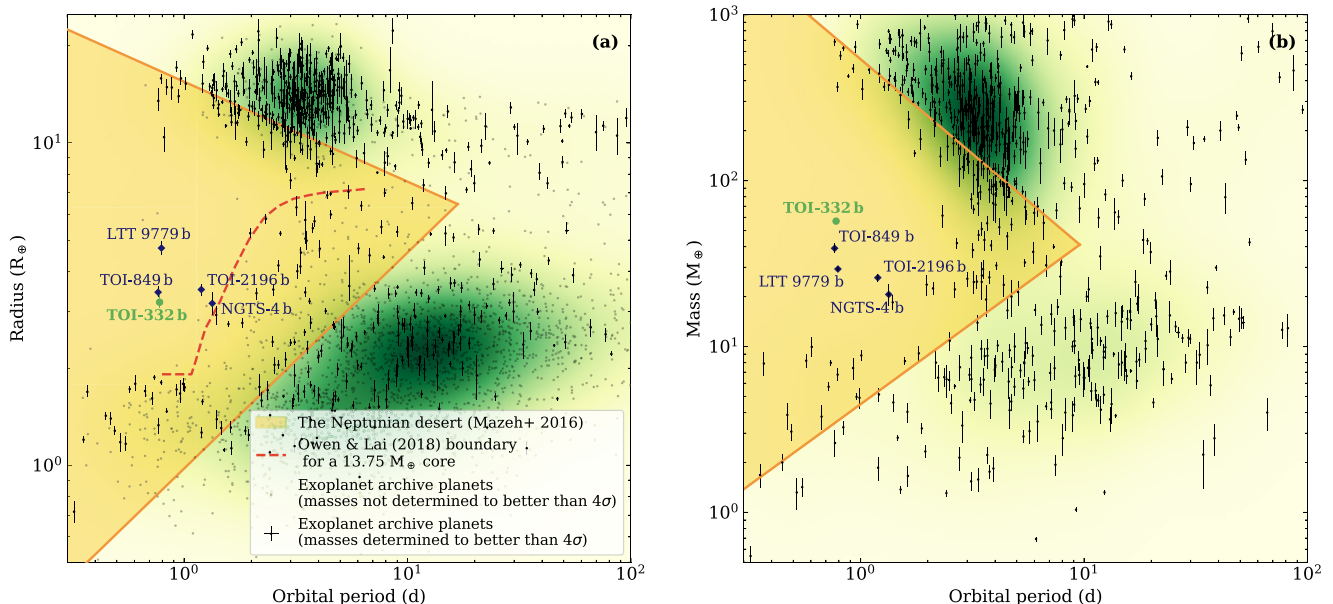 (a)
10¹
10⁰
Radius (R⊕)
LTT 9779 b
TOI-849 b
TOI-2196 b
TOI-332 b
NGTS-4 b
The Neptunian desert (Mazeh+ 2016)
Owen & Lai (2018) boundary
for a 13.75 M⊕ core
Exoplanet archive planets
(masses not determined to better than 4σ)
Exoplanet archive planets
(masses determined to better than 4σ)
10⁰ 10¹ 10²
Orbital period (d)
(b)
10³
10²
10¹
10⁰
Mass (M⊕)
TOI-332 b
TOI-849 b
TOI-2196 b
LTT 9779 b
NGTS-4 b
10⁰ 10¹ 10²
Orbital period (d)